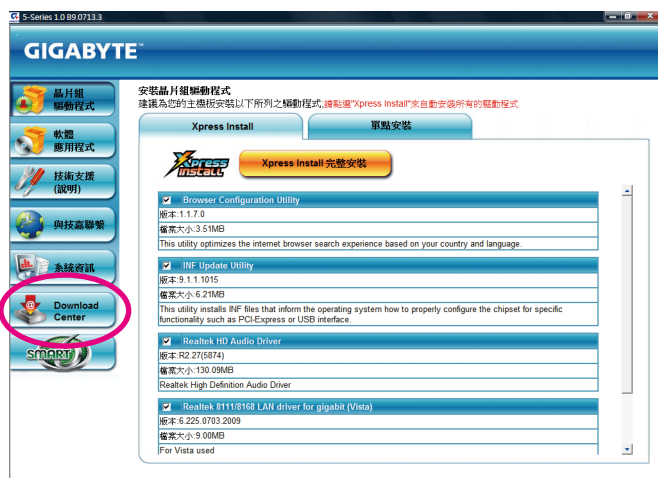 5-Series 1.0 B9.0713.3
GIGABYTE™
晶片組
驅動程式
軟體
應用程式
技術支援
(說明)
與技嘉聯繫
系統資訊
Download
Center
SMART
安裝晶片組驅動程式
建議為您的主機板安裝以下所列之驅動程式;請點選"Xpress Install"來自動安裝所有的驅動程式
Xpress Install
單點安裝
Xpress
Install
Xpress Install 完整安裝
Browser Configuration Utility
版本:1.1.7.0
檔案大小:3.51MB
This utility optimizes the internet browser search experience based on your country and language.
INF Update Utility
版本:9.1.1.1015
檔案大小:6.21MB
This utility installs INF files that inform the operating system how to properly configure the chipset for specific
functionality such as PCI-Express or USB interface.
Realtek HD Audio Driver
版本:R2.27(5874)
檔案大小:130.09MB
Realtek High Definition Audio Driver
Realtek 8111/8168 LAN driver for gigabit (Vista)
版本:6.225.0703.2009
檔案大小:9.00MB
For Vista used